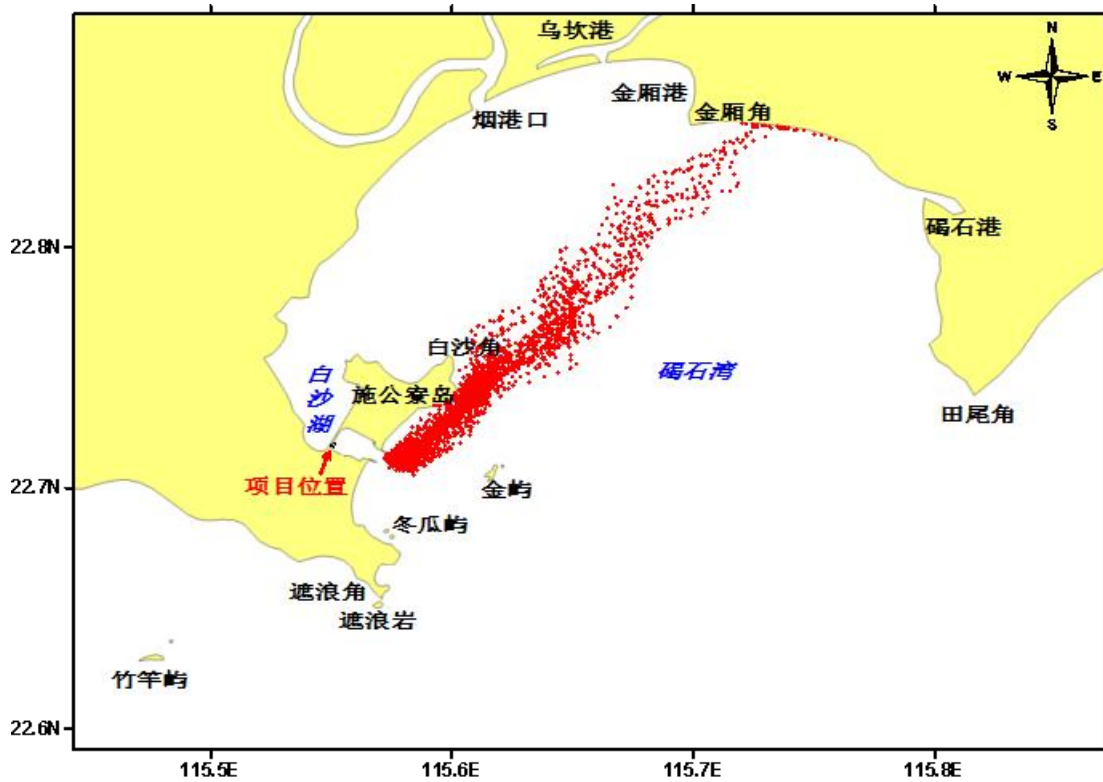 乌坎港
N
W
E
S
金厢港
金厢角
烟港口
碣石港
22.8N
白沙角
白沙湖
施公寮岛
碣石湾
田尾角
22.7N
项目位置
金屿
冬瓜屿
遮浪角
遮浪岩
竹竿屿
22.6N
115.5E
115.6E
115.7E
115.8E